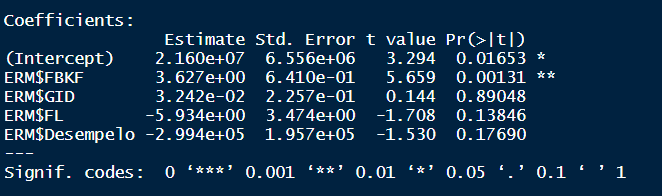 Coefficients:
Estimate Std. Error t value Pr(>|t|)
(Intercept) 2.160e+07 6.556e+06 3.294 0.01653 *
ERM$FBKF 3.627e+00 6.410e-01 5.659 0.00131 **
ERM$GID 3.242e-02 2.257e-01 0.144 0.89048
ERM$FL -5.934e+00 3.474e+00 -1.708 0.13846
ERM$Desempelo -2.994e+05 1.957e+05 -1.530 0.17690
---
Signif. codes: 0 ‘***’ 0.001 ‘**’ 0.01 ‘*’ 0.05 ‘.’ 0.1 ‘ ’ 1